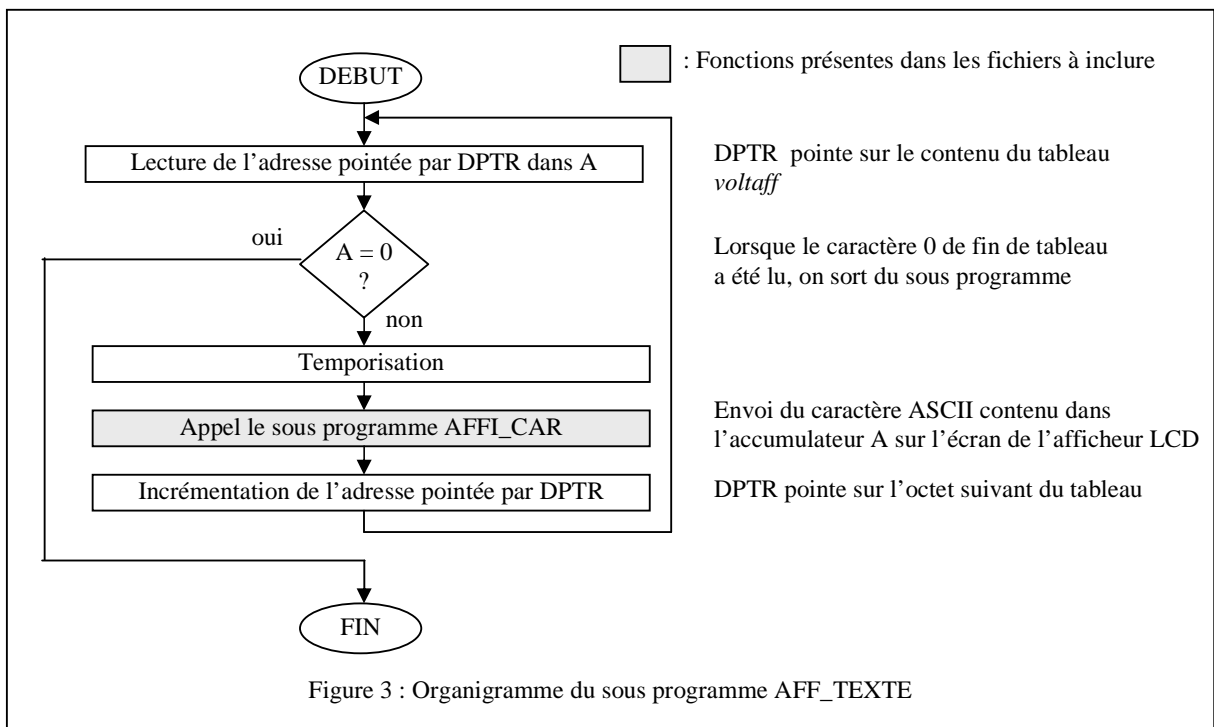 DEBUT
: Fonctions présentes dans les fichiers à inclure
Lecture de l'adresse pointée par DPTR dans A
DPTR pointe sur le contenu du tableau
voltaff
oui
A = 0
?
Lorsque le caractère 0 de fin de tableau
a été lu, on sort du sous programme
non
Temporisation
Appel le sous programme AFFI_CAR
Envoi du caractère ASCII contenu dans
l'accumulateur A sur l'écran de l'afficheur LCD
Incrémentation de l'adresse pointée par DPTR
DPTR pointe sur l'octet suivant du tableau
FIN
Figure 3 : Organigramme du sous programme AFF_TEXTE